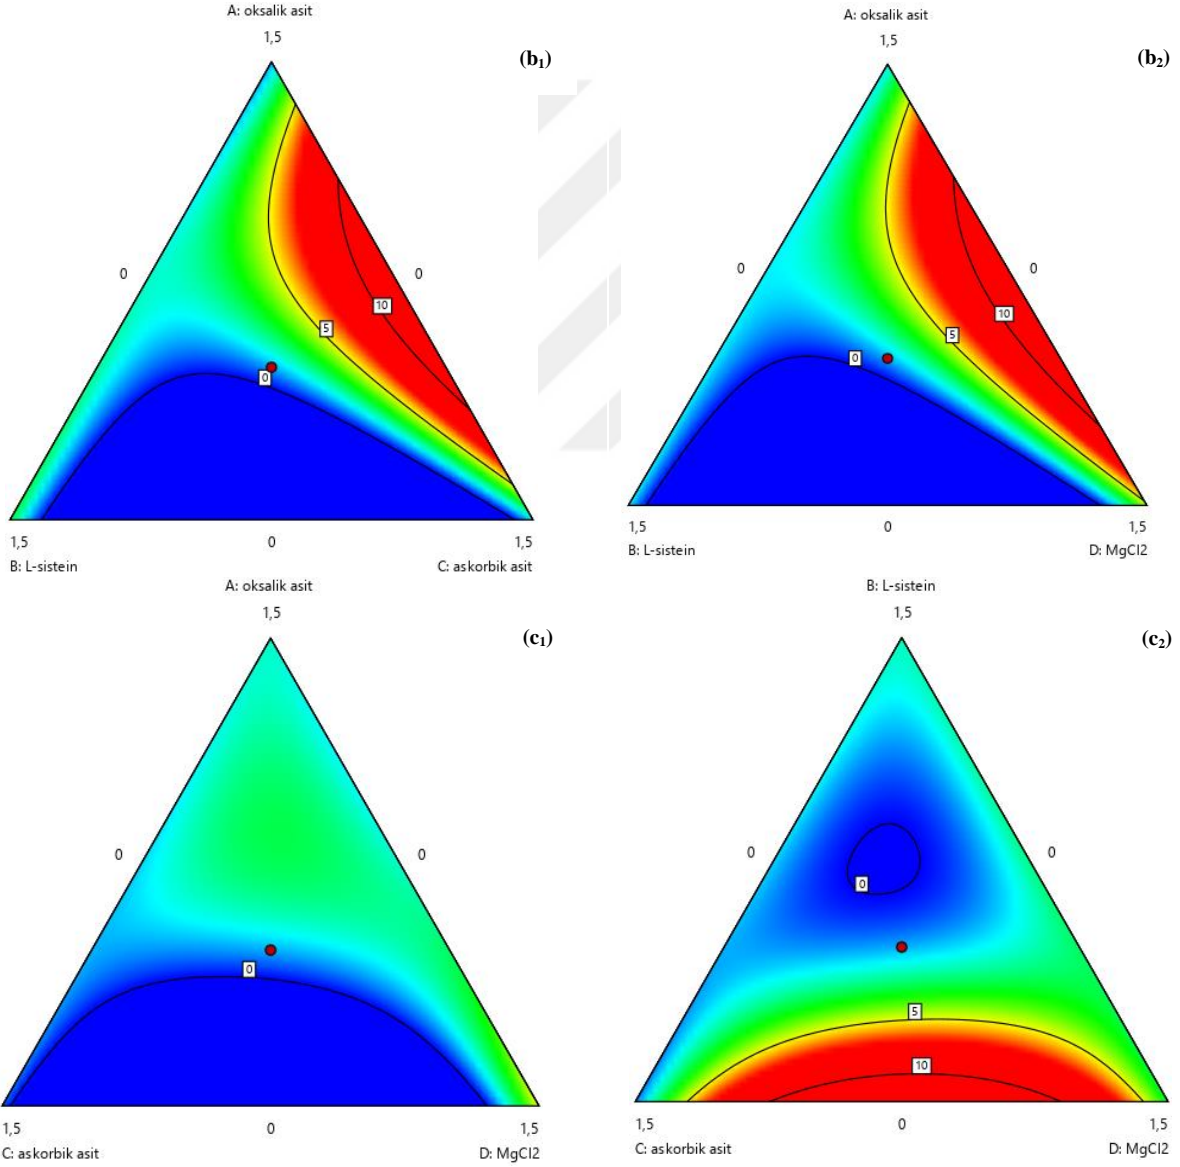 A: oksalik asit
1,5
(b₁)
0
0
10
5
0
1,5
0
1,5
B: L-sistein
C: askorbik asit
A: oksalik asit
1,5
(b₂)
0
0
10
5
0
1,5
0
1,5
B: L-sistein
D: MgCl2
A: oksalik asit
1,5
(c₁)
0
0
0
1,5
0
1,5
C: askorbik asit
D: MgCl2
B: L-sistein
1,5
(c₂)
0
0
0
5
10
1,5
0
1,5
C: askorbik asit
D: MgCl2